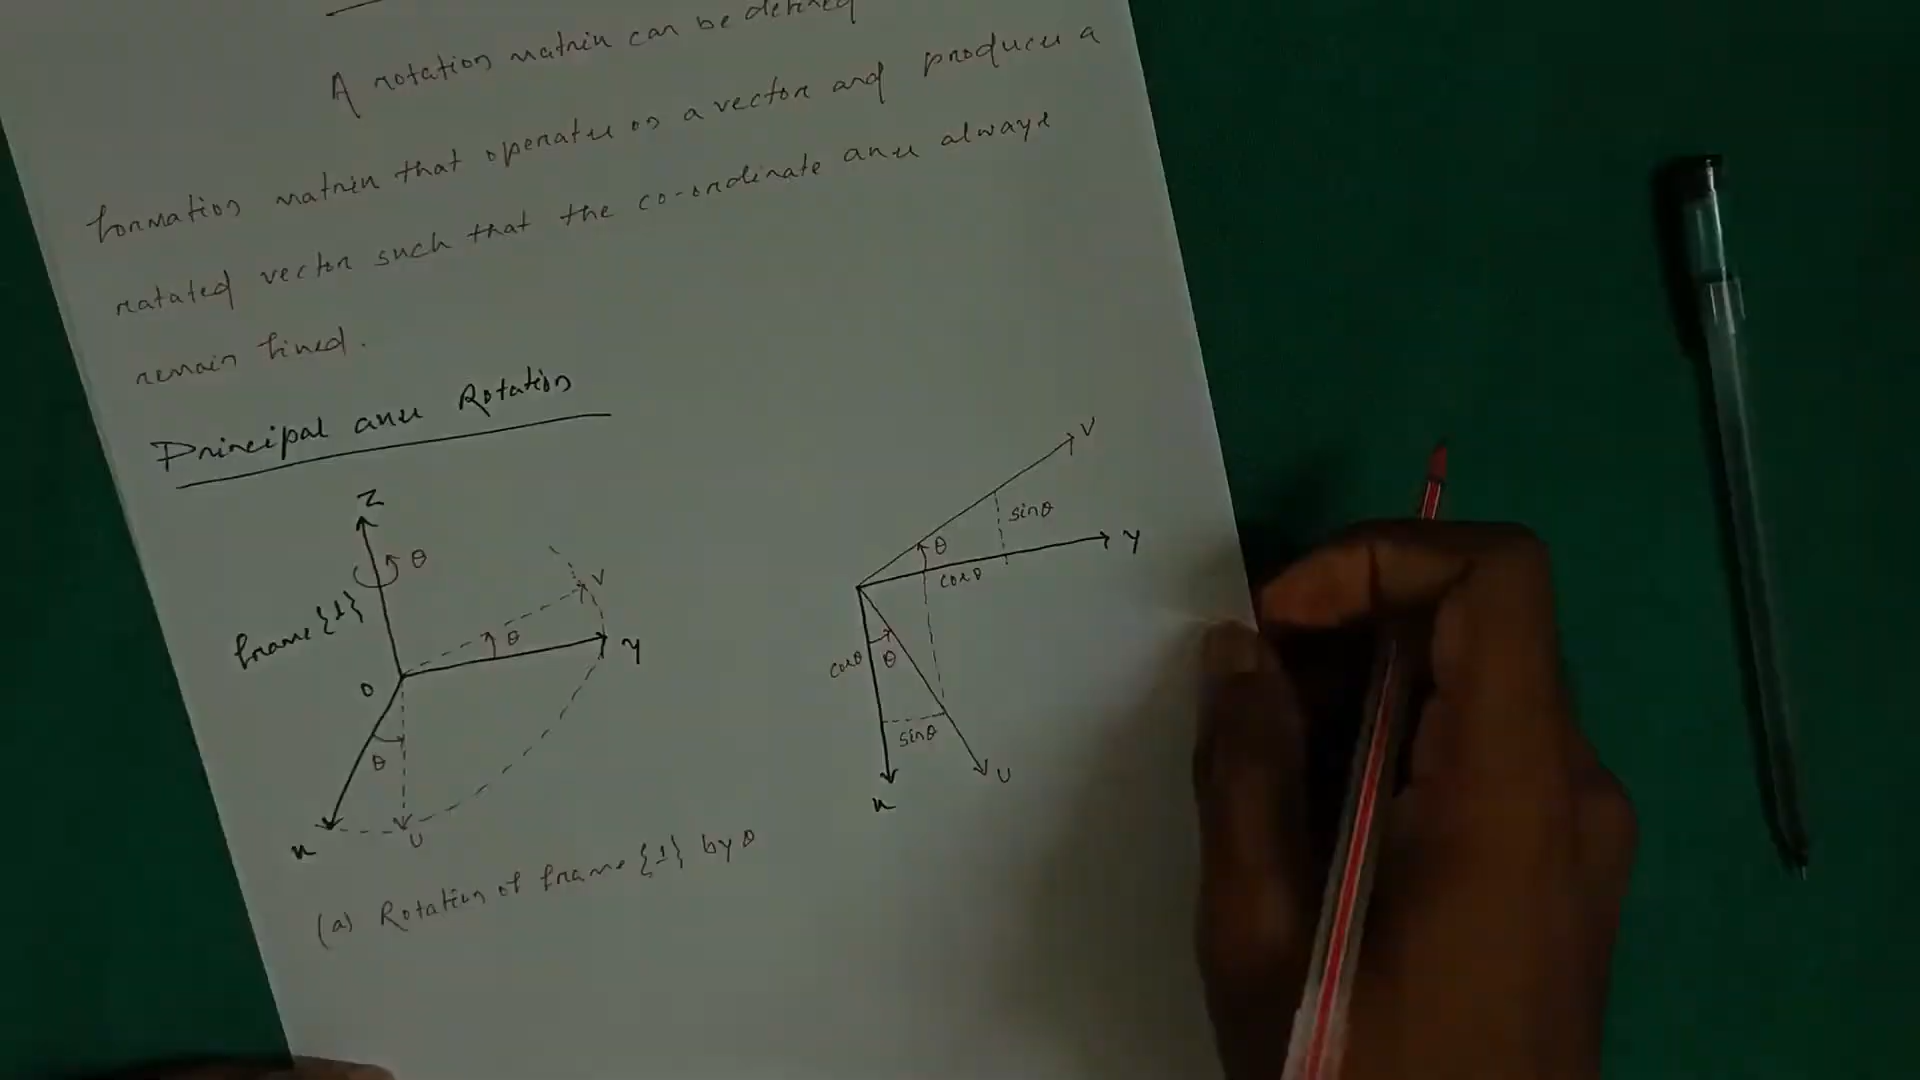 A rotation matrix can be defined
formation matrix that operates on a vector and produces a
rotated vector such that the co-ordinate axes always
remain fixed.
Principal axes Rotation
Z
θ
frame {1}
V
θ
y
O
θ
x
U
V
sinθ
θ
y
cosθ
cosθ
θ
sinθ
x
U
(a) Rotation of frame {1} by θ